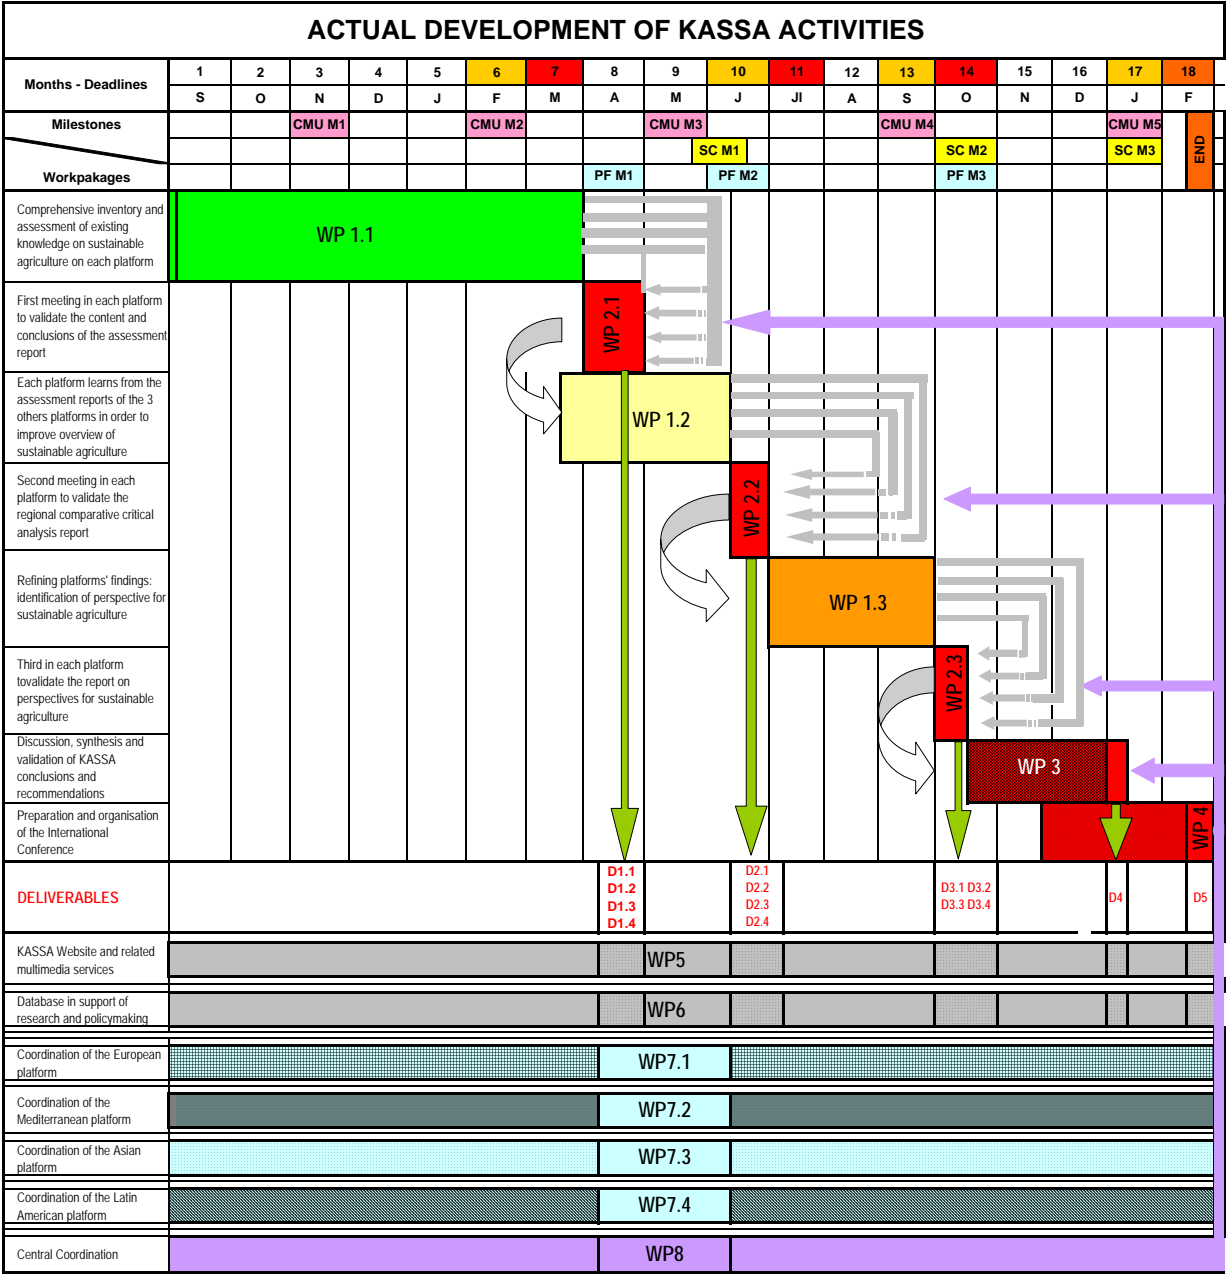 ACTUAL DEVELOPMENT OF KASSA ACTIVITIES
Months - Deadlines
1 2 3 4 5 6 7 8 9 10 11 12 13 14 15 16 17 18
S O N D J F M A M J Jl A S O N D J F
Milestones
CMU M1 CMU M2 CMU M3 CMU M4 CMU M5
SC M1 SC M2 SC M3
END
Workpakages
PF M1 PF M2 PF M3
Comprehensive inventory and
assessment of existing
knowledge on sustainable
agriculture on each platform
WP 1.1
First meeting in each platform
to validate the content and
conclusions of the assessment
report
WP 2.1
Each platform learns from the
assessment reports of the 3
others platforms in order to
improve overview of
sustainable agriculture
WP 1.2
Second meeting in each
platform to validate the
regional comparative critical
analysis report
WP 2.2
Refining platforms' findings:
identification of perspective for
sustainable agriculture
WP 1.3
Third in each platform
tovalidate the report on
perspectives for sustainable
agriculture
WP 2.3
Discussion, synthesis and
validation of KASSA
conclusions and
recommendations
WP 3
Preparation and organisation
of the International
Conference
WP 4
DELIVERABLES
D1.1
D1.2
D1.3
D1.4
D2.1
D2.2
D2.3
D2.4
D3.1 D3.2
D3.3 D3.4
D4
D5
KASSA Website and related
multimedia services
WP5
Database in support of
research and policymaking
WP6
Coordination of the European
platform
WP7.1
Coordination of the
Mediterranean platform
WP7.2
Coordination of the Asian
platform
WP7.3
Coordination of the Latin
American platform
WP7.4
Central Coordination
WP8